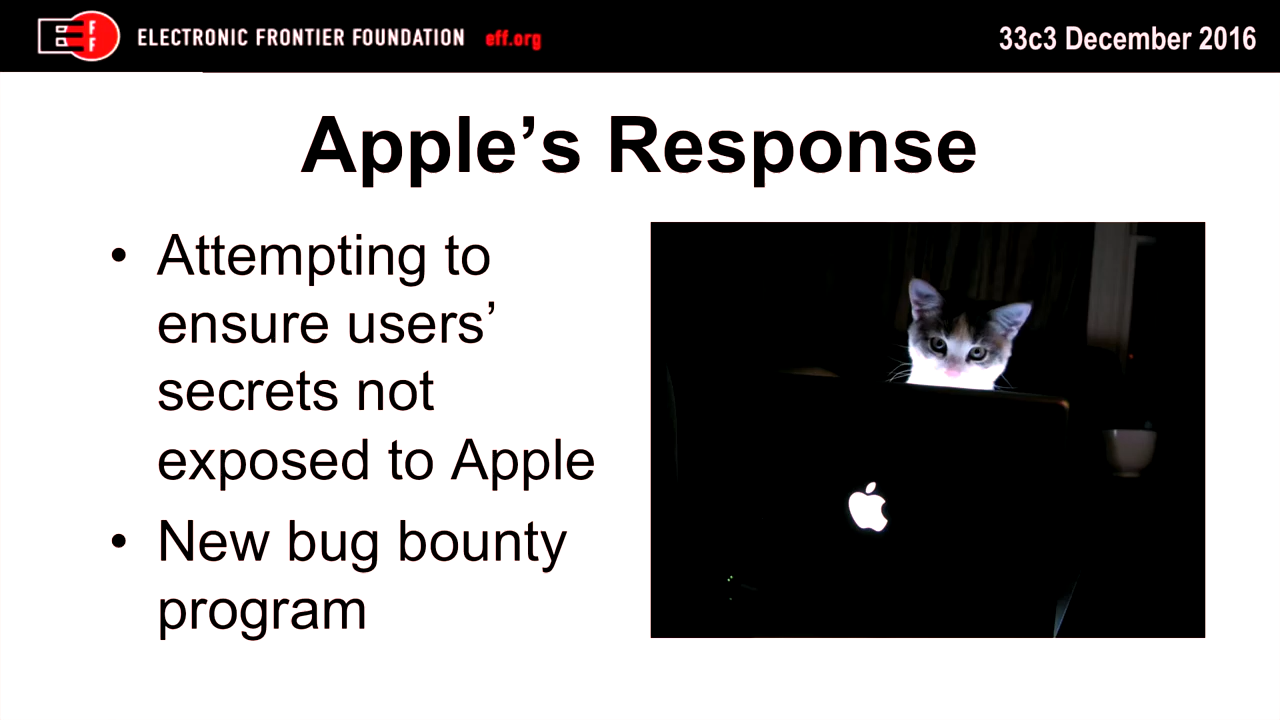 EFF
ELECTRONIC FRONTIER FOUNDATION eff.org
33c3 December 2016
Apple’s Response
• Attempting to
ensure users’
secrets not
exposed to Apple
• New bug bounty
program